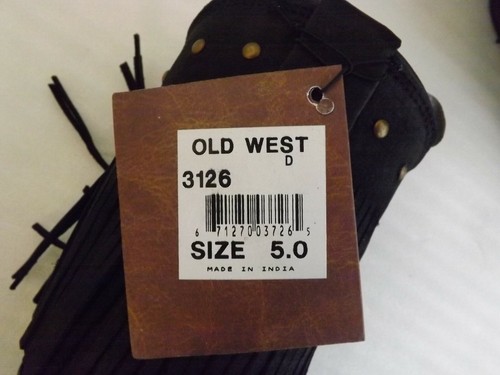 OLD WEST
D
3126
6 71270 03726 5
SIZE 5.0
MADE IN INDIA